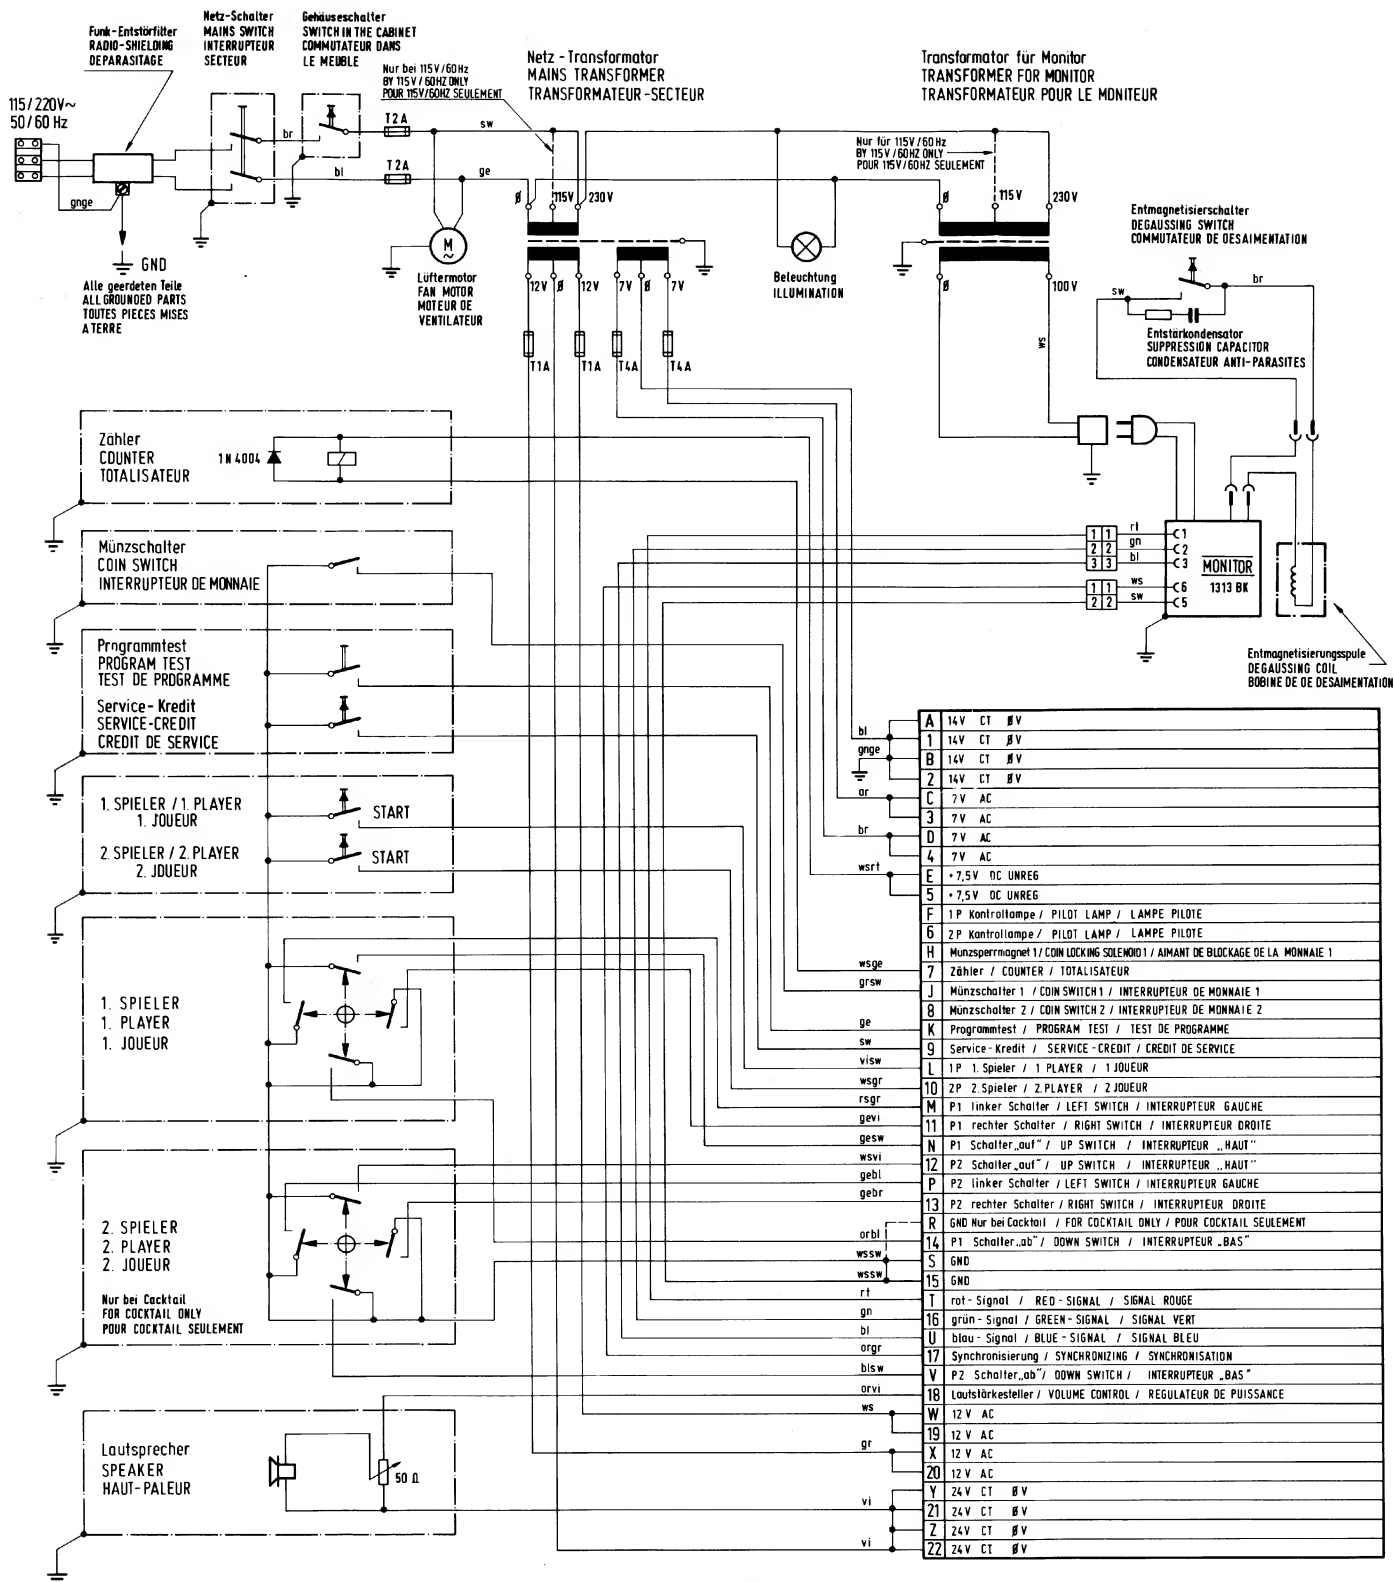 Funk-Entstörfilter
RADIO-SHIELDING
DEPARASITAGE
Netz-Schalter
MAINS SWITCH
INTERRUPTEUR
SECTEUR
Gehäuseschalter
SWITCH IN THE CABINET
COMMUTATEUR DANS
LE MEUBLE
Nur bei 115V/60Hz
BY 115V/60HZ ONLY
POUR 115V/60HZ SEULEMENT
Netz-Transformator
MAINS TRANSFORMER
TRANSFORMATEUR-SECTEUR
Transformator für Monitor
TRANSFORMER FOR MONITOR
TRANSFORMATEUR POUR LE MONITEUR
115/220V~
50/60 Hz
gnge
GND
Alle geerdeten Teile
ALL GROUNDED PARTS
TOUTES PIECES MISES
A TERRE
br
bl
T2A
T2A
sw
ge
M
~
Lüftermotor
FAN MOTOR
MOTEUR DE
VENTILATEUR
Ø
115V
230V
12V
Ø
12V
7V
Ø
7V
T1A
T1A
T4A
T4A
Beleuchtung
ILLUMINATION
Nur für 115V/60Hz
BY 115V/60HZ ONLY
POUR 115V/60HZ SEULEMENT
Ø
115V
230V
Ø
100V
ws
Entmagnetisierschalter
DEGAUSSING SWITCH
COMMUTATEUR DE DESAIMENTATION
sw
br
Entstörkondensator
SUPPRESSION CAPACITOR
CONDENSATEUR ANTI-PARASITES
1 1 rt 1
2 2 gn 2
3 3 bl 3
1 1 ws 6
2 2 sw 5
MONITOR
1313 BK
Entmagnetisierungsspule
DEGAUSSING COIL
BOBINE DE DE DESAIMENTATION
Zähler
COUNTER
TOTALISATEUR
1N4004
Münzschalter
COIN SWITCH
INTERRUPTEUR DE MONNAIE
Programmtest
PROGRAM TEST
TEST DE PROGRAMME
Service-Kredit
SERVICE-CREDIT
CREDIT DE SERVICE
1. SPIELER / 1. PLAYER
1. JOUEUR
START
2. SPIELER / 2. PLAYER
2. JOUEUR
START
1. SPIELER
1. PLAYER
1. JOUEUR
2. SPIELER
2. PLAYER
2. JOUEUR
Nur bei Cocktail
FOR COCKTAIL ONLY
POUR COCKTAIL SEULEMENT
Lautsprecher
SPEAKER
HAUT-PALEUR
50 Ω
A 14V CT ØV
bl 1 14V CT ØV
gnge B 14V CT ØV
2 14V CT ØV
ar C 7V AC
3 7V AC
br D 7V AC
4 7V AC
wsrt E +7,5V DC UNREG
5 +7,5V DC UNREG
F 1P Kontrollampe / PILOT LAMP / LAMPE PILOTE
6 2P Kontrollampe / PILOT LAMP / LAMPE PILOTE
H Münzsperrmagnet 1 / COIN LOCKING SOLENOID 1 / AIMANT DE BLOCKAGE DE LA MONNAIE 1
wsge 7 Zähler / COUNTER / TOTALISATEUR
grsw J Münzschalter 1 / COIN SWITCH 1 / INTERRUPTEUR DE MONNAIE 1
8 Münzschalter 2 / COIN SWITCH 2 / INTERRUPTEUR DE MONNAIE 2
ge K Programmtest / PROGRAM TEST / TEST DE PROGRAMME
sw 9 Service-Kredit / SERVICE-CREDIT / CREDIT DE SERVICE
visw L 1P 1. Spieler / 1 PLAYER / 1 JOUEUR
wsgr 10 2P 2. Spieler / 2. PLAYER / 2 JOUEUR
rsgr M P1 linker Schalter / LEFT SWITCH / INTERRUPTEUR GAUCHE
gevi 11 P1 rechter Schalter / RIGHT SWITCH / INTERRUPTEUR DROITE
gesw N P1 Schalter „auf“ / UP SWITCH / INTERRUPTEUR „HAUT“
wsvi 12 P2 Schalter „auf“ / UP SWITCH / INTERRUPTEUR „HAUT“
gebl P P2 linker Schalter / LEFT SWITCH / INTERRUPTEUR GAUCHE
gebr 13 P2 rechter Schalter / RIGHT SWITCH / INTERRUPTEUR DROITE
R GND Nur bei Cocktail / FOR COCKTAIL ONLY / POUR COCKTAIL SEULEMENT
orbl 14 P1 Schalter „ab“ / DOWN SWITCH / INTERRUPTEUR „BAS“
wssw S GND
wssw 15 GND
rt T rot-Signal / RED-SIGNAL / SIGNAL ROUGE
gn 16 grün-Signal / GREEN-SIGNAL / SIGNAL VERT
bl U blau-Signal / BLUE-SIGNAL / SIGNAL BLEU
orgr 17 Synchronisierung / SYNCHRONIZING / SYNCHRONISATION
blsw V P2 Schalter „ab“ / DOWN SWITCH / INTERRUPTEUR „BAS“
orvi 18 Lautstärkesteller / VOLUME CONTROL / REGULATEUR DE PUISSANCE
ws W 12V AC
19 12V AC
gr X 12V AC
20 12V AC
Y 24V CT ØV
vi 21 24V CT ØV
Z 24V CT ØV
vi 22 24V CT ØV